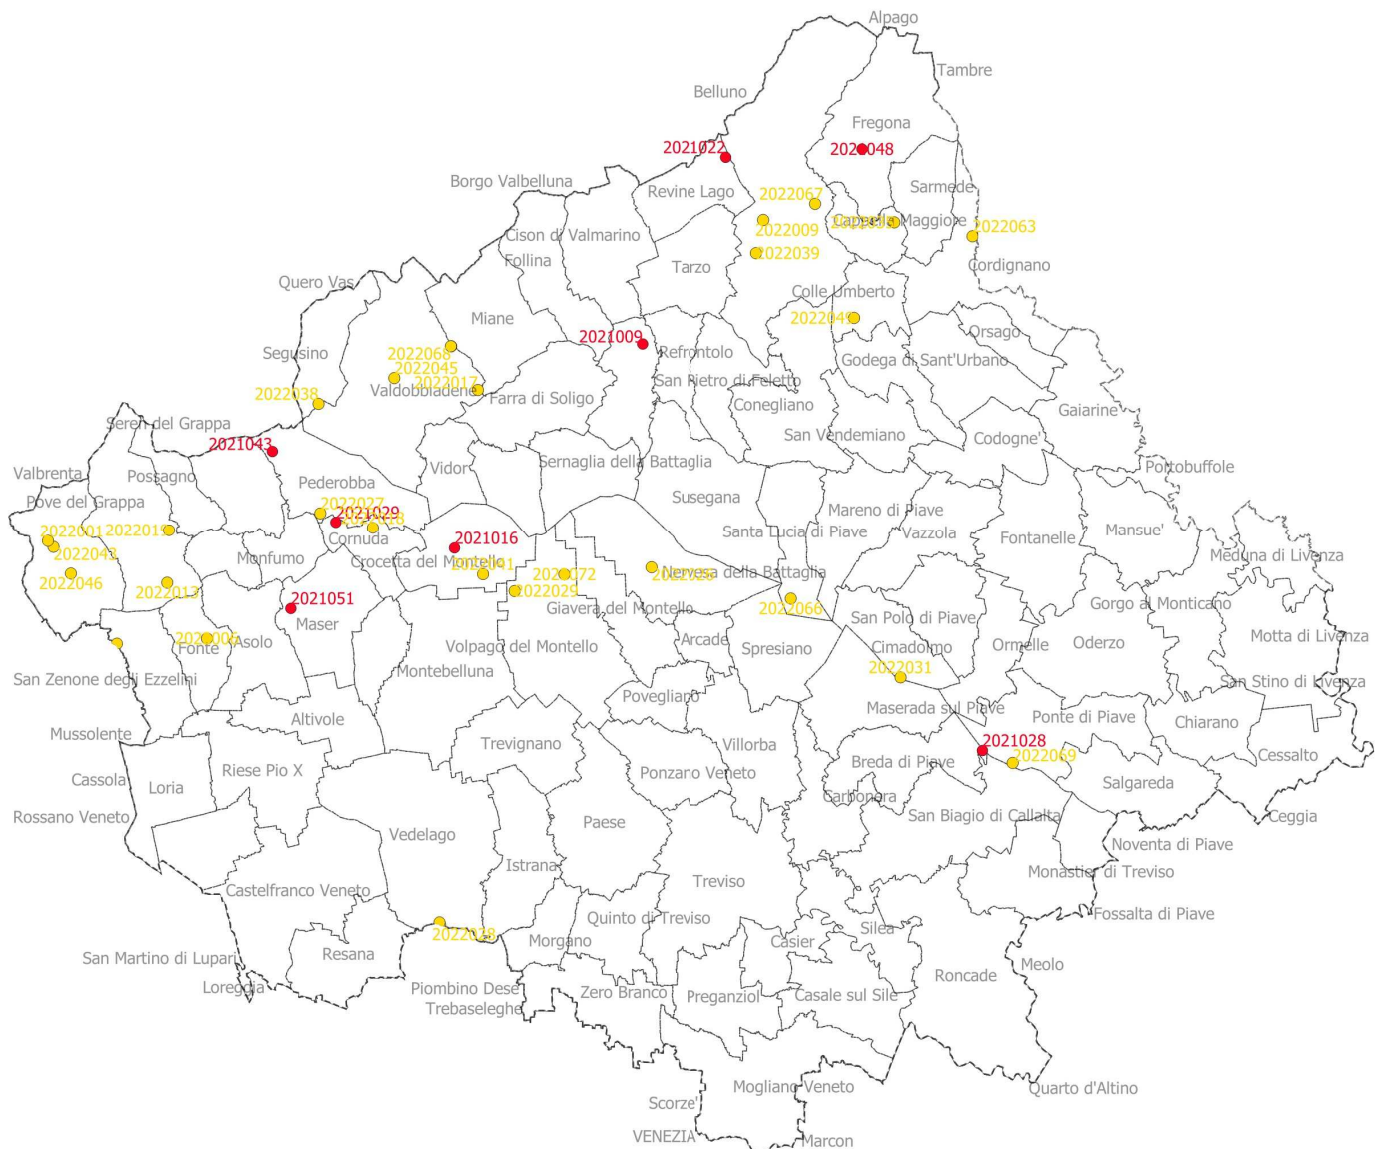 Alpago
Tambre
Belluno
Fregona
2021022
2021048
Borgo Valbelluna
Revine Lago
Sarmede
2022067
Cappella Maggiore
2022063
2022009
Cison di Valmarino
Follina
2022039
Tarzo
Cordignano
Quero Vas
Colle Umberto
Miane
2022049
Orsago
2021009
Segusino
2022068
Refrontolo
Godega di Sant'Urbano
2022045
2022017
Valdobbiadene
San Pietro di Feletto
2022038
Farra di Soligo
Conegliano
Gaiarine
Seren del Grappa
San Vendemiano
Codogne'
2021043
Valbrenta
Possagno
Vidor
Sernaglia della Battaglia
Portobuffole
Pederobba
Pove del Grappa
2022027
Susegana
Mareno di Piave
2021029
2022001
2022019
Cornuda
2021016
Santa Lucia di Piave
Vazzola
Fontanelle
Mansue'
2022043
Monfumo
Crocetta del Montello
Meduna di Livenza
2022041
Nervesa della Battaglia
2022046
2022013
2022029
2021051
2022066
Giavera del Montello
Gorgo al Monticano
Maser
San Polo di Piave
Motta di Livenza
Fonte
Asolo
Volpago del Montello
Arcade
Spresiano
Cimadolmo
Ormelle
Oderzo
2022031
Montebelluna
San Zenone degli Ezzelini
San Stino di Livenza
Povegliano
Maserada sul Piave
Altivole
Ponte di Piave
Chiarano
Mussolente
Trevignano
Villorba
2021028
2022069
Cessalto
Cassola
Loria
Riese Pio X
Ponzano Veneto
Breda di Piave
Salgareda
Carbonera
Rossano Veneto
Vedelago
Paese
San Biagio di Callalta
Ceggia
Noventa di Piave
Istrana
Monastier di Treviso
Castelfranco Veneto
Treviso
Fossalta di Piave
Quinto di Treviso
Silea
2022028
Morgano
Casier
San Martino di Lupari
Resana
Roncade
Meolo
Loreggia
Piombino Dese
Zero Branco
Preganziol
Casale sul Sile
Trebaseleghe
Mogliano Veneto
Quarto d'Altino
Scorze'
VENEZIA
Marcon